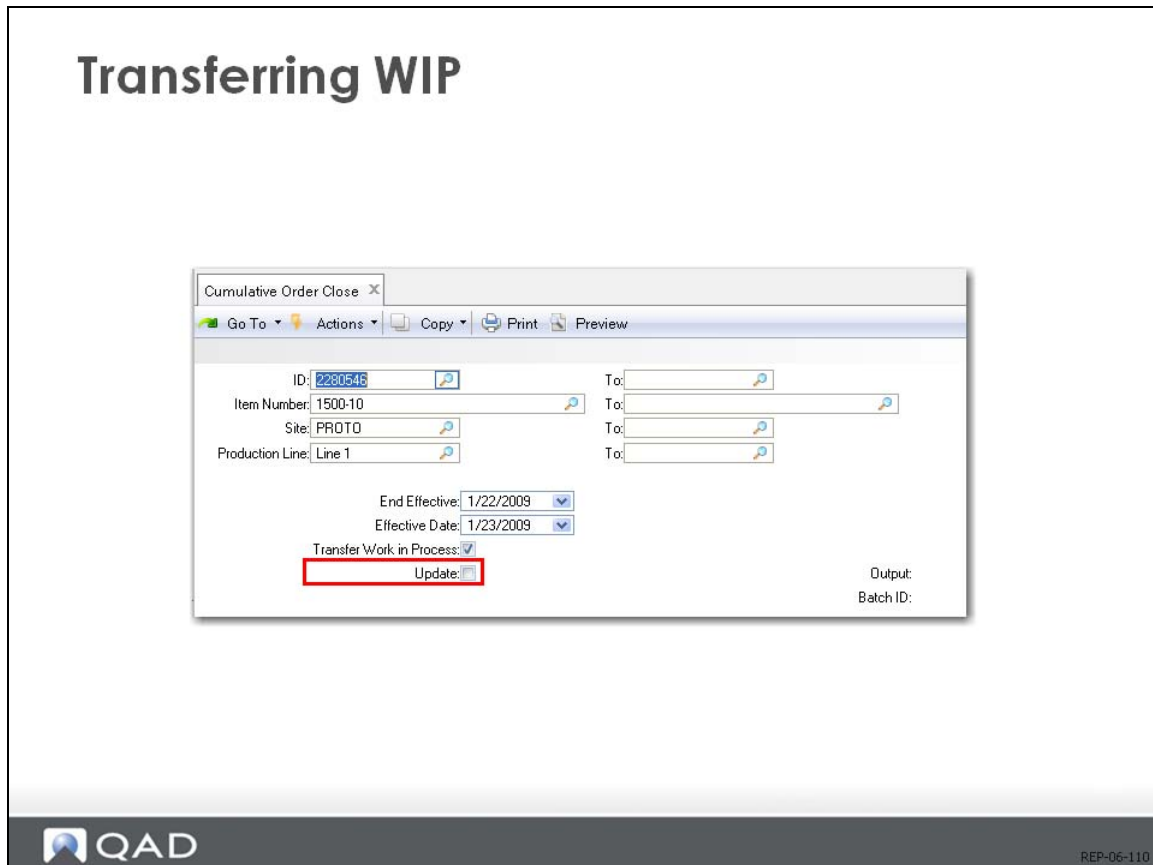 Transferring WIP
Cumulative Order Close
Go To Actions Copy Print Preview
ID: 2280546 To:
Item Number: 1500-10 To:
Site: PROTO To:
Production Line: Line 1 To:
End Effective: 1/22/2009
Effective Date: 1/23/2009
Transfer Work in Process:
Update: Output:
Batch ID:
QAD
REP-06-110